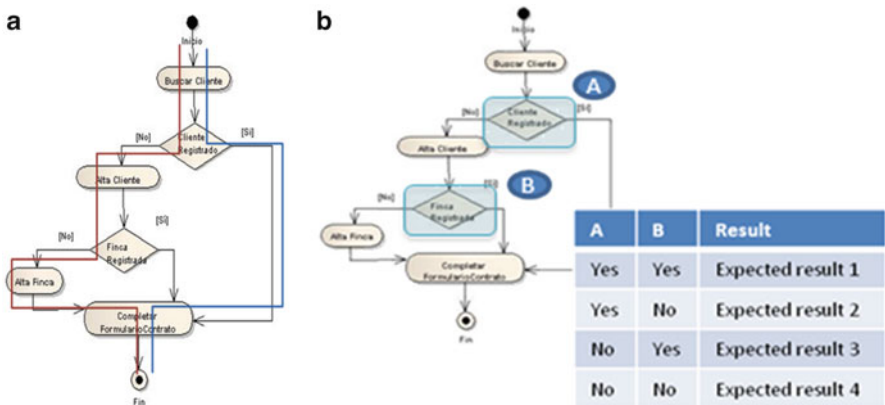 a
Inicio
Buscar Cliente
[No]
Cliente
Registrado
[Si]
Alta Cliente
[Sí]
[No]
Finca
Registrada
Alta Finca
Completar
FormularioContrato
Fin
b
Inicio
Buscar Cliente
A
[No]
Cliente
Registrado
[Si]
Alta Cliente
[Si]
B
[No]
Finca
Registrada
Alta Finca
Completar
FormularioContrato
Fin
A B Result
Yes Yes Expected result 1
Yes No Expected result 2
No Yes Expected result 3
No No Expected result 4